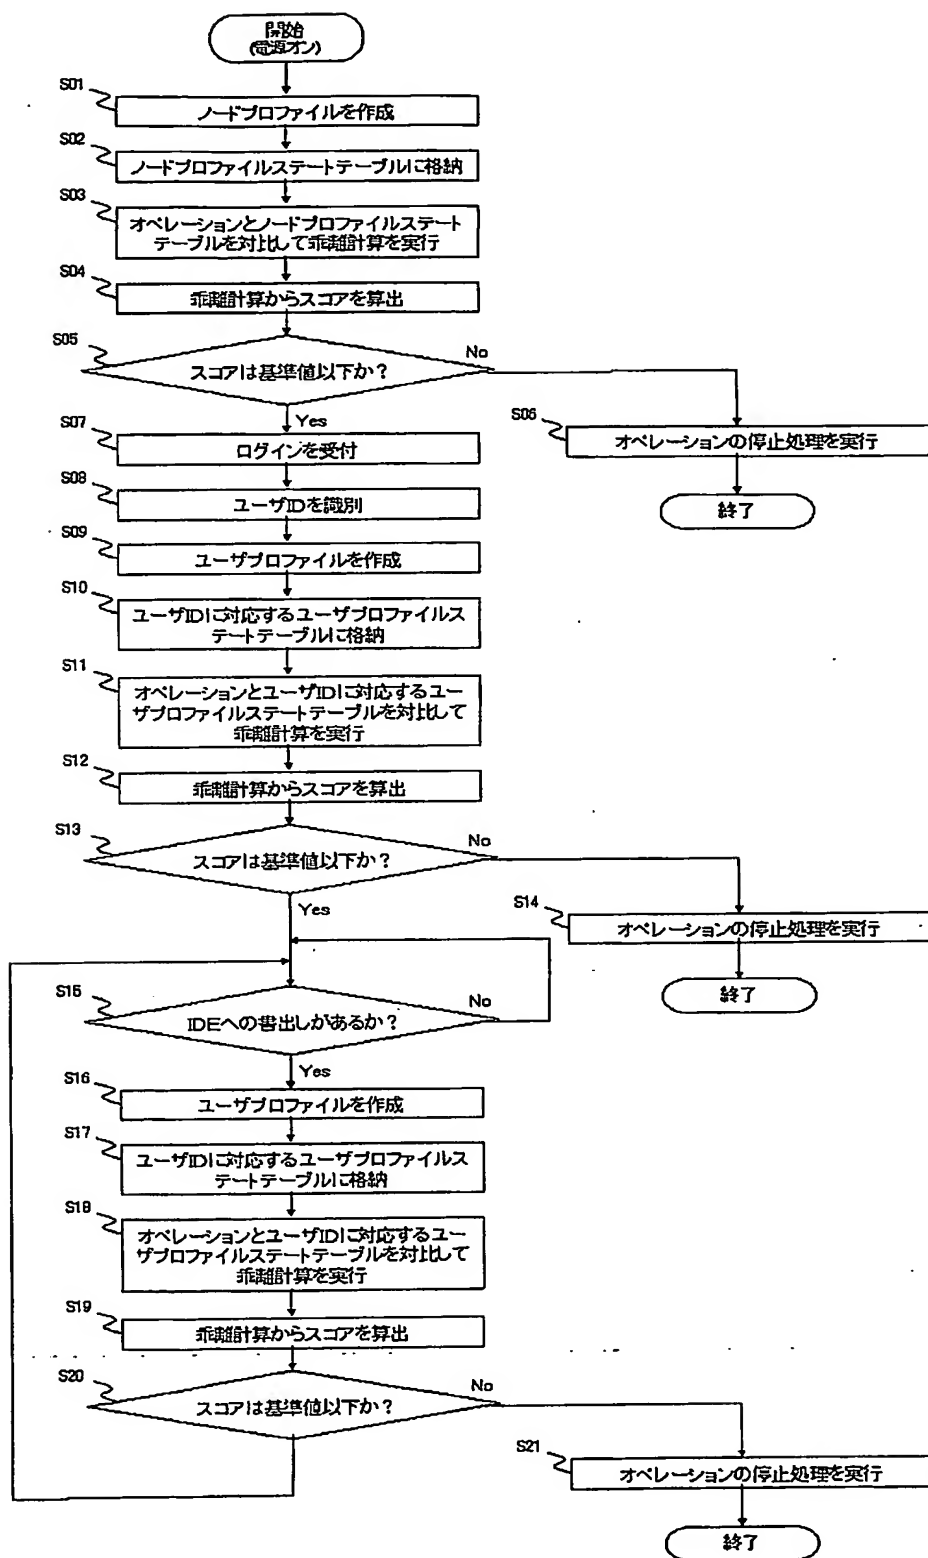 開始
(電源オン)
S01
ノードプロファイルを作成
S02
ノードプロファイルステートテーブルに格納
S03
オペレーションとノードプロファイルステート
テーブルを対比して乖離計算を実行
S04
乖離計算からスコアを算出
S05
スコアは基準値以下か?
No
Yes
S06
オペレーションの停止処理を実行
終了
S07
ログインを受付
S08
ユーザIDを識別
S09
ユーザプロファイルを作成
S10
ユーザIDに対応するユーザプロファイルス
テートテーブルに格納
S11
オペレーションとユーザIDに対応するユー
ザプロファイルステートテーブルを対比して
乖離計算を実行
S12
乖離計算からスコアを算出
S13
スコアは基準値以下か?
No
Yes
S14
オペレーションの停止処理を実行
終了
S15
IDEへの書出しがあるか?
No
Yes
S16
ユーザプロファイルを作成
S17
ユーザIDに対応するユーザプロファイルス
テートテーブルに格納
S18
オペレーションとユーザIDに対応するユー
ザプロファイルステートテーブルを対比して
乖離計算を実行
S19
乖離計算からスコアを算出
S20
スコアは基準値以下か?
No
S21
オペレーションの停止処理を実行
終了